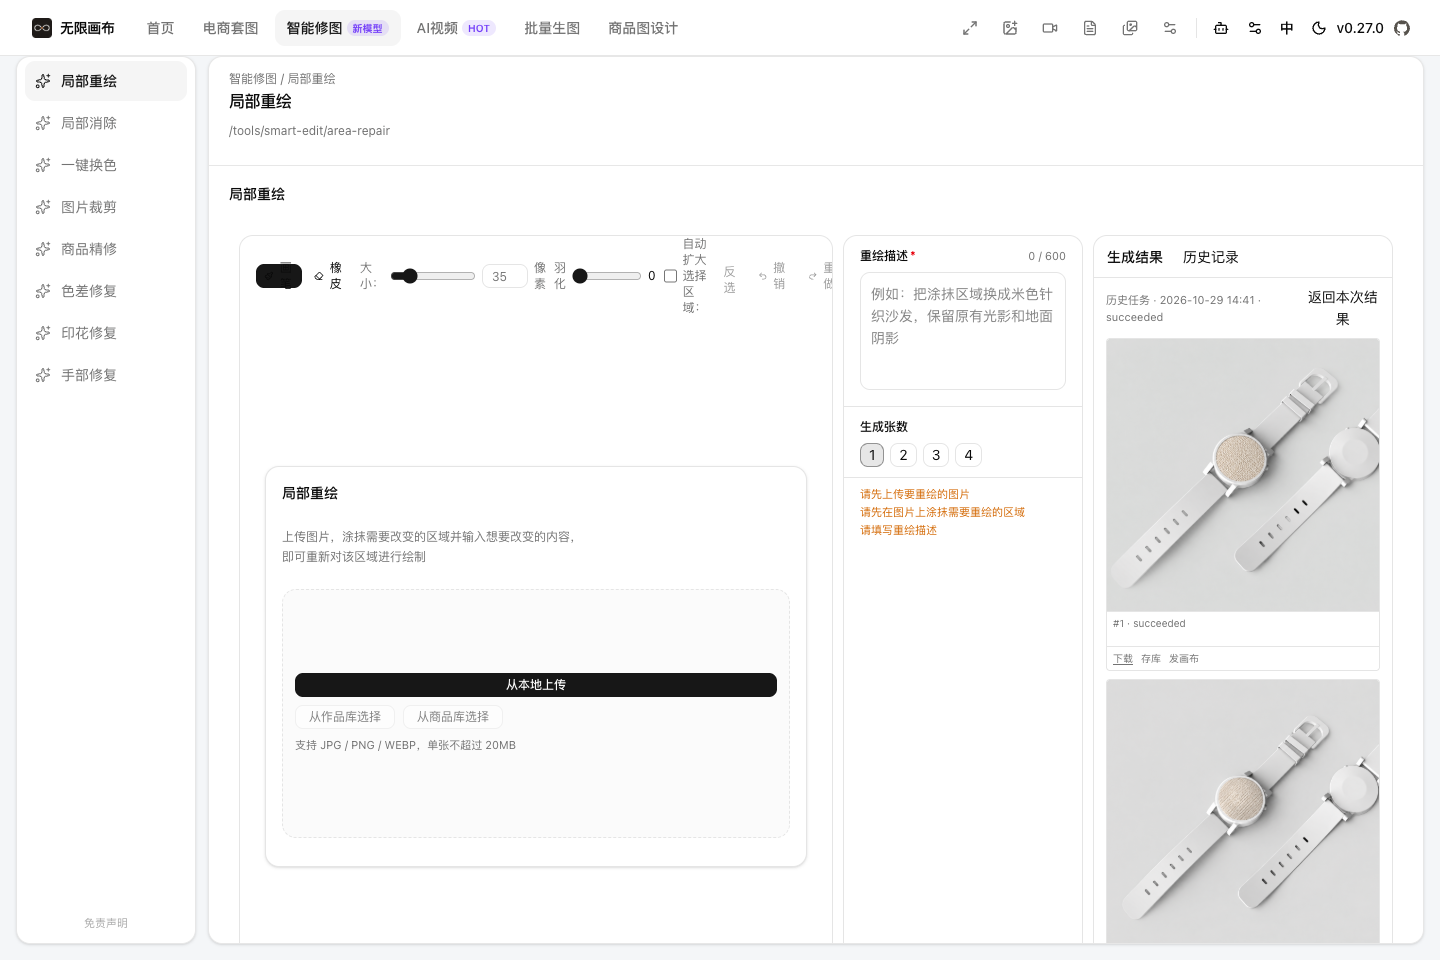 无限画布
首页
电商套图
智能修图 新模型
AI视频 HOT
批量生图
商品图设计
中
v0.27.0
局部重绘
局部消除
一键换色
图片裁剪
商品精修
色差修复
印花修复
手部修复
免责声明
智能修图 / 局部重绘
局部重绘
/tools/smart-edit/area-repair
局部重绘
橡
皮
大
小：
35
像
素
羽
化
0
自动
扩大
选择
区
域：
反
选
撤
销
重
做
局部重绘
上传图片，涂抹需要改变的区域并输入想要改变的内容，
即可重新对该区域进行绘制
从本地上传
从作品库选择
从商品库选择
支持 JPG / PNG / WEBP，单张不超过 20MB
重绘描述*
0 / 600
例如：把涂抹区域换成米色针
织沙发，保留原有光影和地面
阴影
生成张数
1
2
3
4
请先上传要重绘的图片
请先在图片上涂抹需要重绘的区域
请填写重绘描述
生成结果
历史记录
历史任务 · 2026-10-29 14:41 ·
succeeded
返回本次结
果
#1 · succeeded
下载
存库
发画布